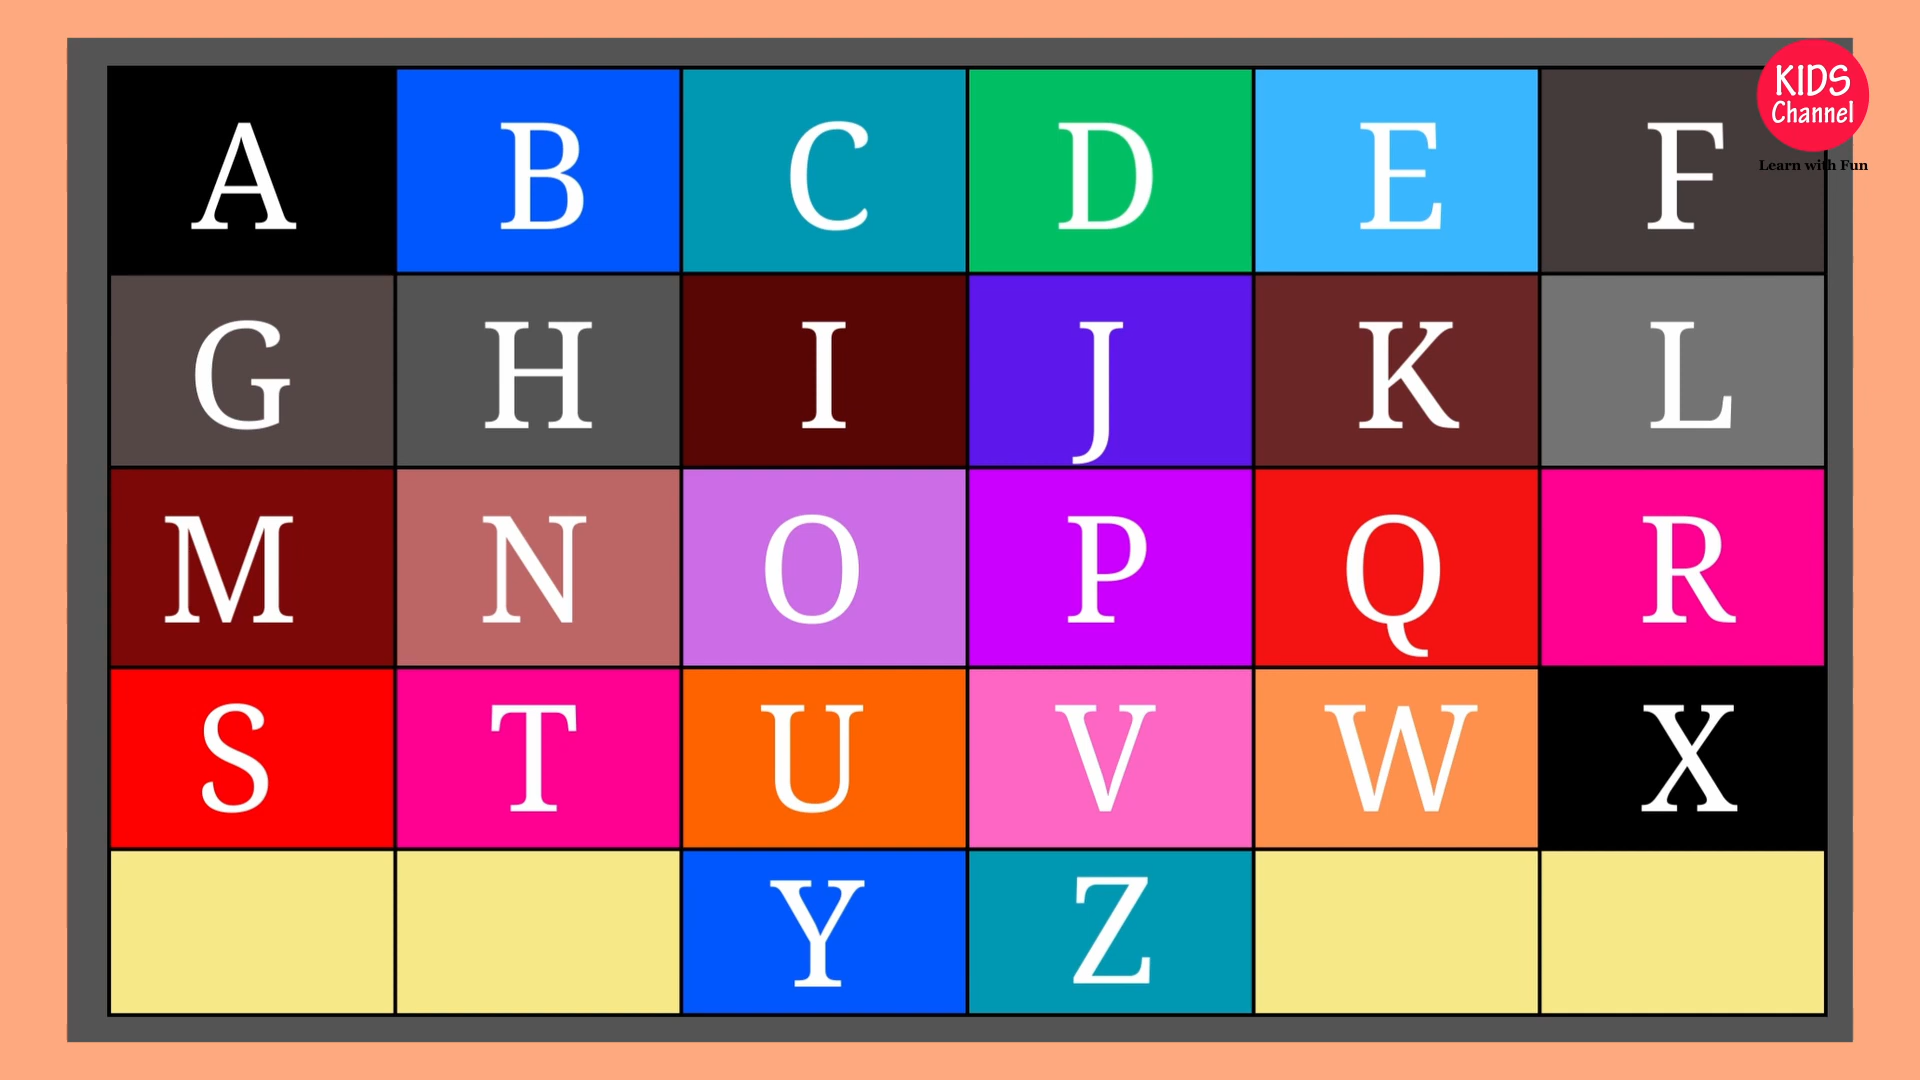 A B C D E F
KIDS
Channel
Learn with Fun
G H I J K L
M N O P Q R
S T U V W X
Y Z